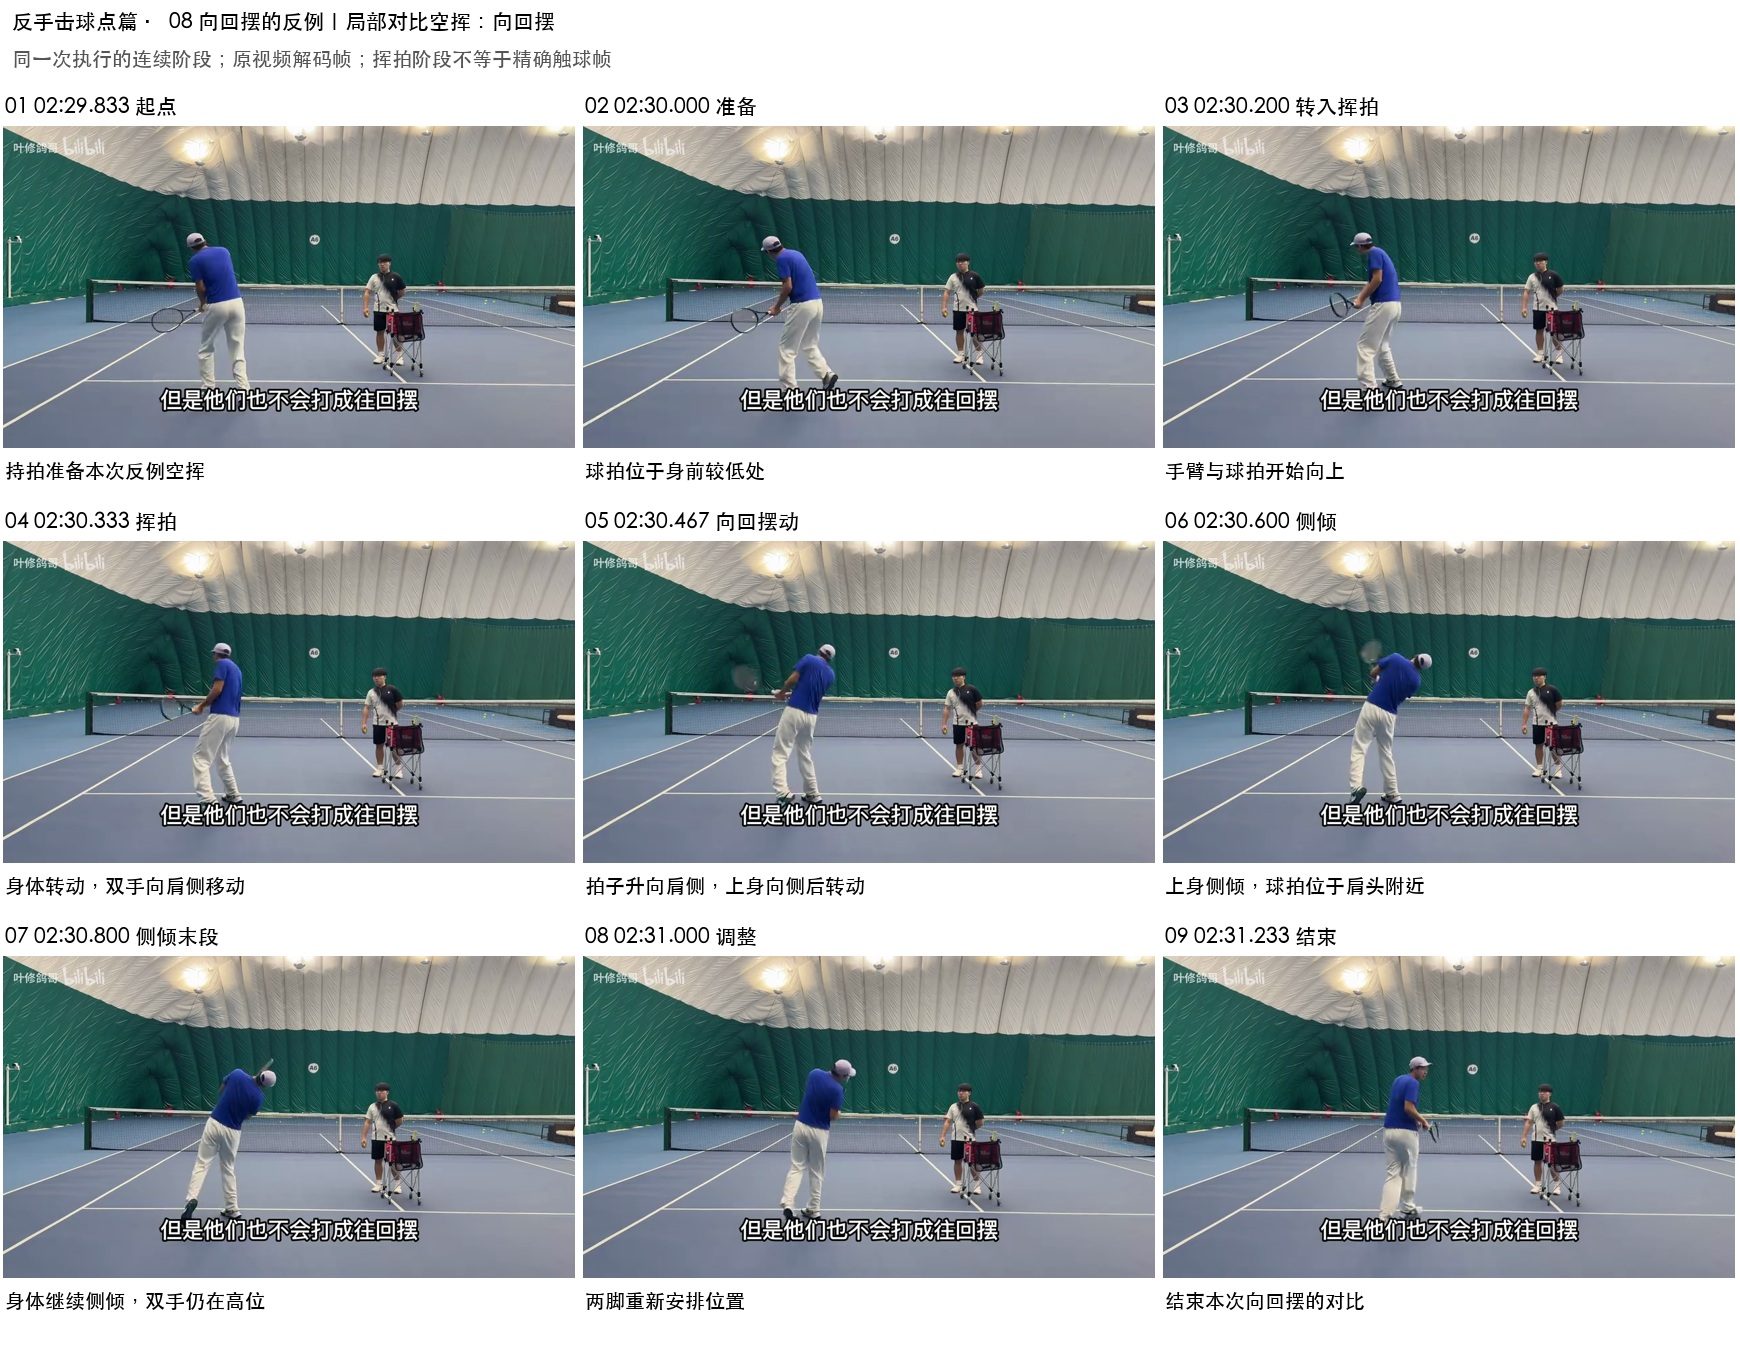 反手击球点篇· 08 向回摆的反例｜局部对比空挥：向回摆
同一次执行的连续阶段；原视频解码帧；挥拍阶段不等于精确触球帧
01 02:29.833 起点
02 02:30.000 准备
03 02:30.200 转入挥拍
叶修鸽哥 bilibili
叶修鸽哥 bilibili
叶修鸽哥 bilibili
A6
A6
A6
但是他们也不会打成往回摆
但是他们也不会打成往回摆
但是他们也不会打成往回摆
持拍准备本次反例空挥
球拍位于身前较低处
手臂与球拍开始向上
04 02:30.333 挥拍
05 02:30.467 向回摆动
06 02:30.600 侧倾
叶修鸽哥 bilibili
叶修鸽哥 bilibili
叶修鸽哥 bilibili
A6
A6
A6
但是他们也不会打成往回摆
但是他们也不会打成往回摆
但是他们也不会打成往回摆
身体转动，双手向肩侧移动
拍子升向肩侧，上身向侧后转动
上身侧倾，球拍位于肩头附近
07 02:30.800 侧倾末段
08 02:31.000 调整
09 02:31.233 结束
叶修鸽哥 bilibili
叶修鸽哥 bilibili
叶修鸽哥 bilibili
A6
A6
A6
但是他们也不会打成往回摆
但是他们也不会打成往回摆
但是他们也不会打成往回摆
身体继续侧倾，双手仍在高位
两脚重新安排位置
结束本次向回摆的对比